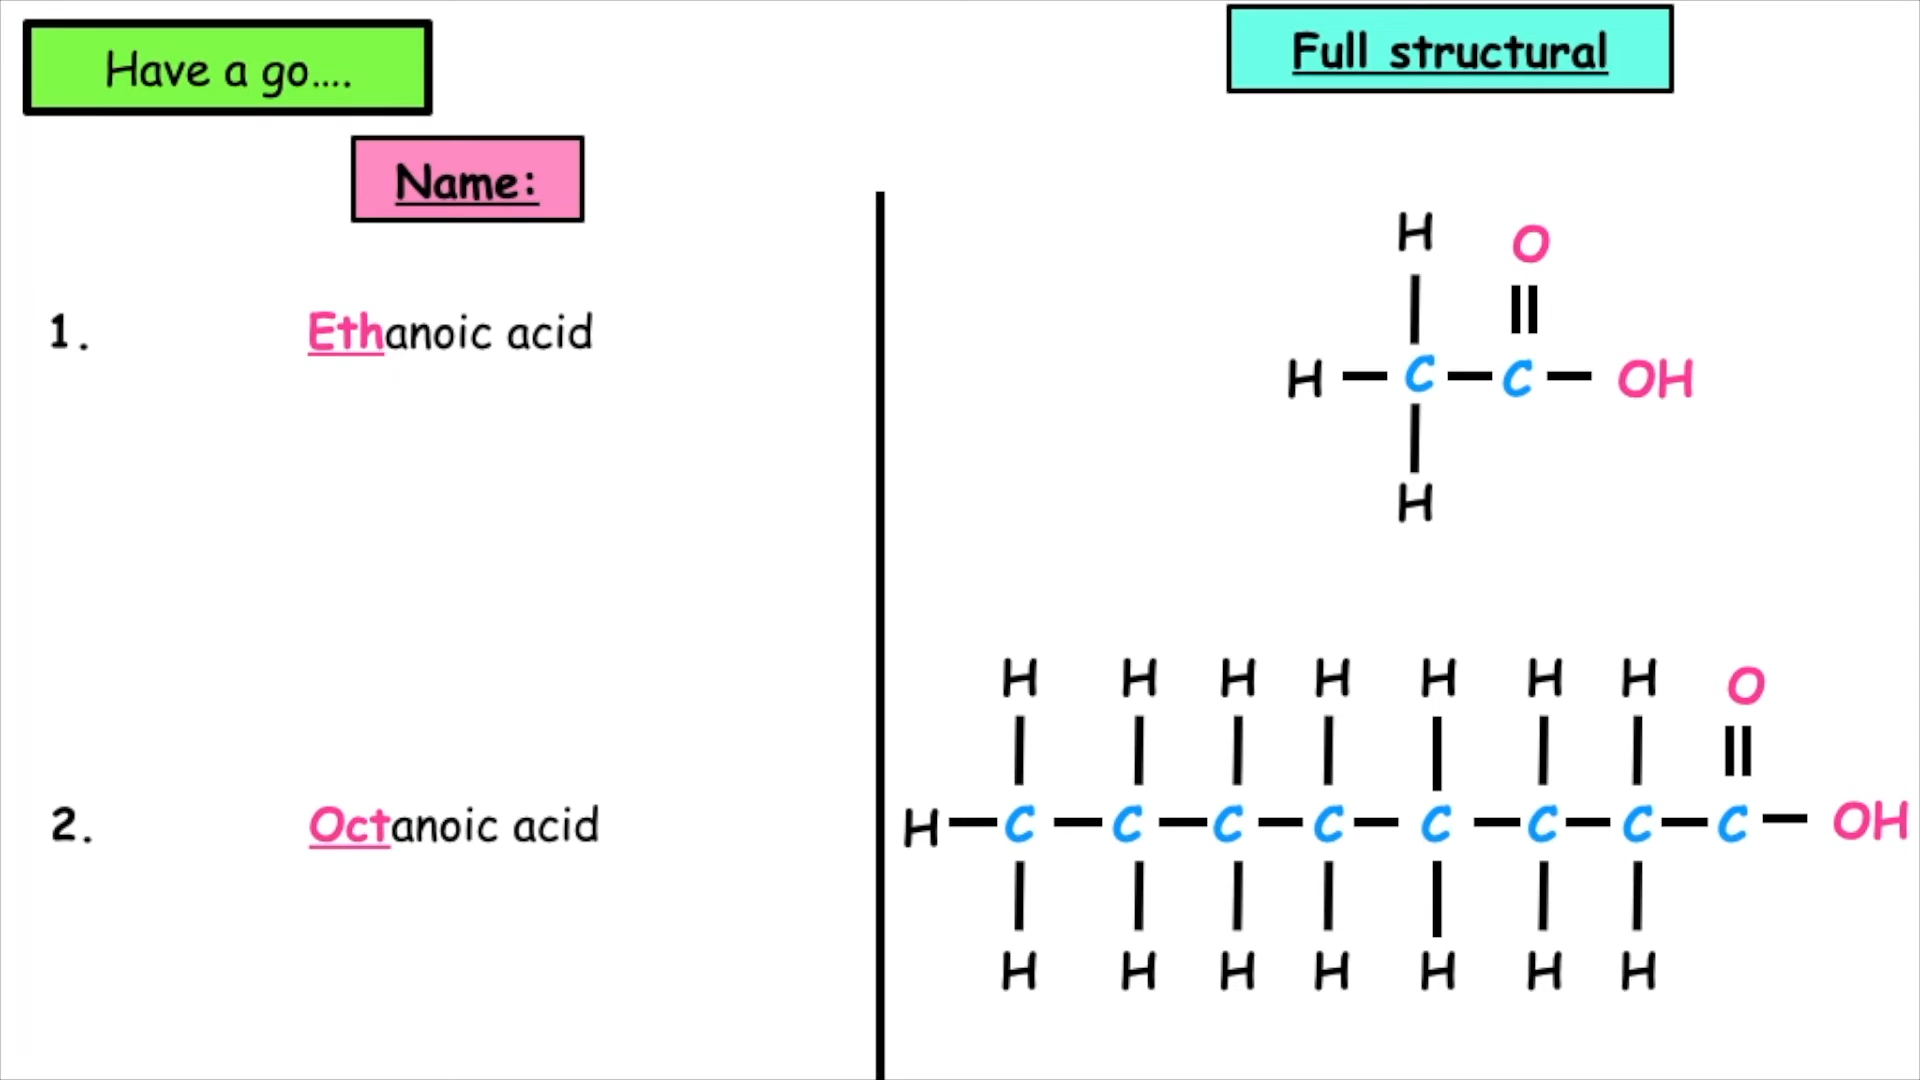 Have a go....
Full structural
Name:
1. Ethanoic acid
H O
H C C OH
H
H H H H H H H O
2. Octanoic acid
H C C C C C C C C OH
H H H H H H H